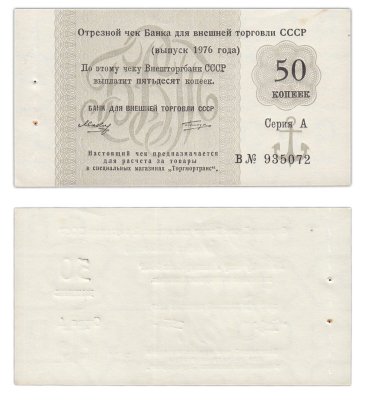 Отрезной чек Банка для внешней торговли СССР
(выпуск 1976 года)
По этому чеку Внешторгбанк СССР
выплатит пятьдесят копеек.
50
КОПЕЕК
БАНК ДЛЯ ВНЕШНЕЙ ТОРГОВЛИ СССР
Серия А
Настоящий чек предназначается
для расчета за товары
в специальных магазинах „Торгмортранс".
В № 935072